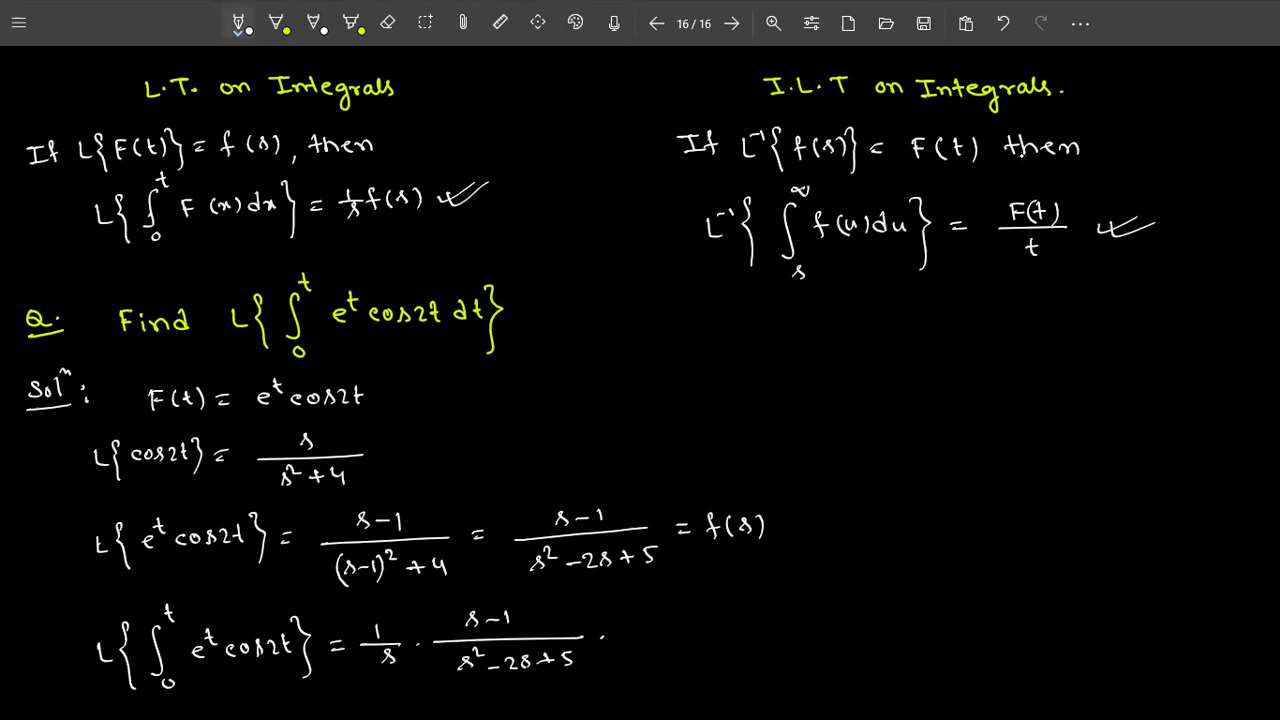 16/16
L.T. on Integrals
If L{F(t)} = f(s), then
L{∫₀ᵗ F(x)dx} = 1/s f(s)
I.L.T on Integrals.
If L⁻¹{f(s)} = F(t) then
L⁻¹{∫ₛ^∞ f(u)du} = F(t)/t
Q. Find L{∫₀ᵗ eᵗ cos2t dt}
Solⁿ: F(t) = eᵗ cos2t
L{cos2t} = s/(s²+4)
L{eᵗ cos2t} = (s-1)/((s-1)²+4) = (s-1)/(s²-2s+5) = f(s)
L{∫₀ᵗ eᵗ cos2t} = 1/s · (s-1)/(s²-2s+5) .